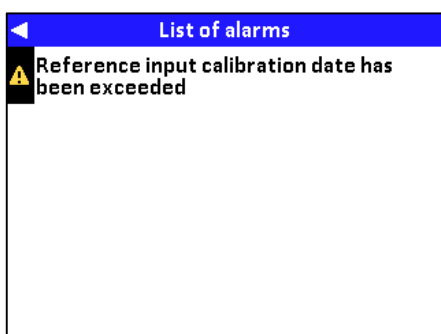 List of alarms
Reference input calibration date has
been exceeded